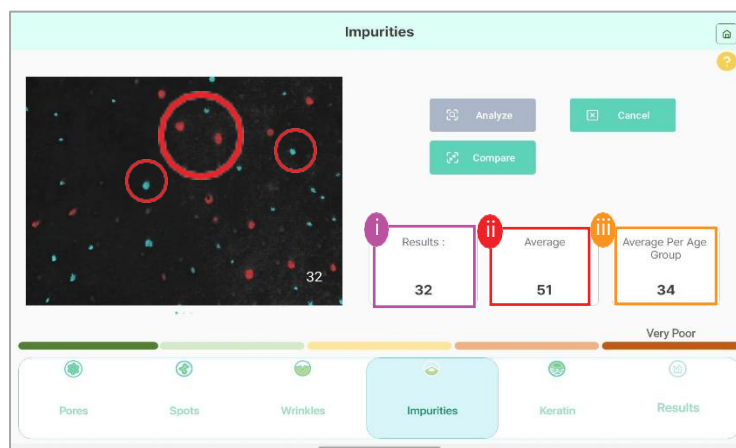 Impurities
?
Analyze
Cancel
Compare
32
i
Results :
32
ii
Average
51
iii
Average Per Age
Group
34
Very Poor
Pores
Spots
Wrinkles
Impurities
Keratin
Results